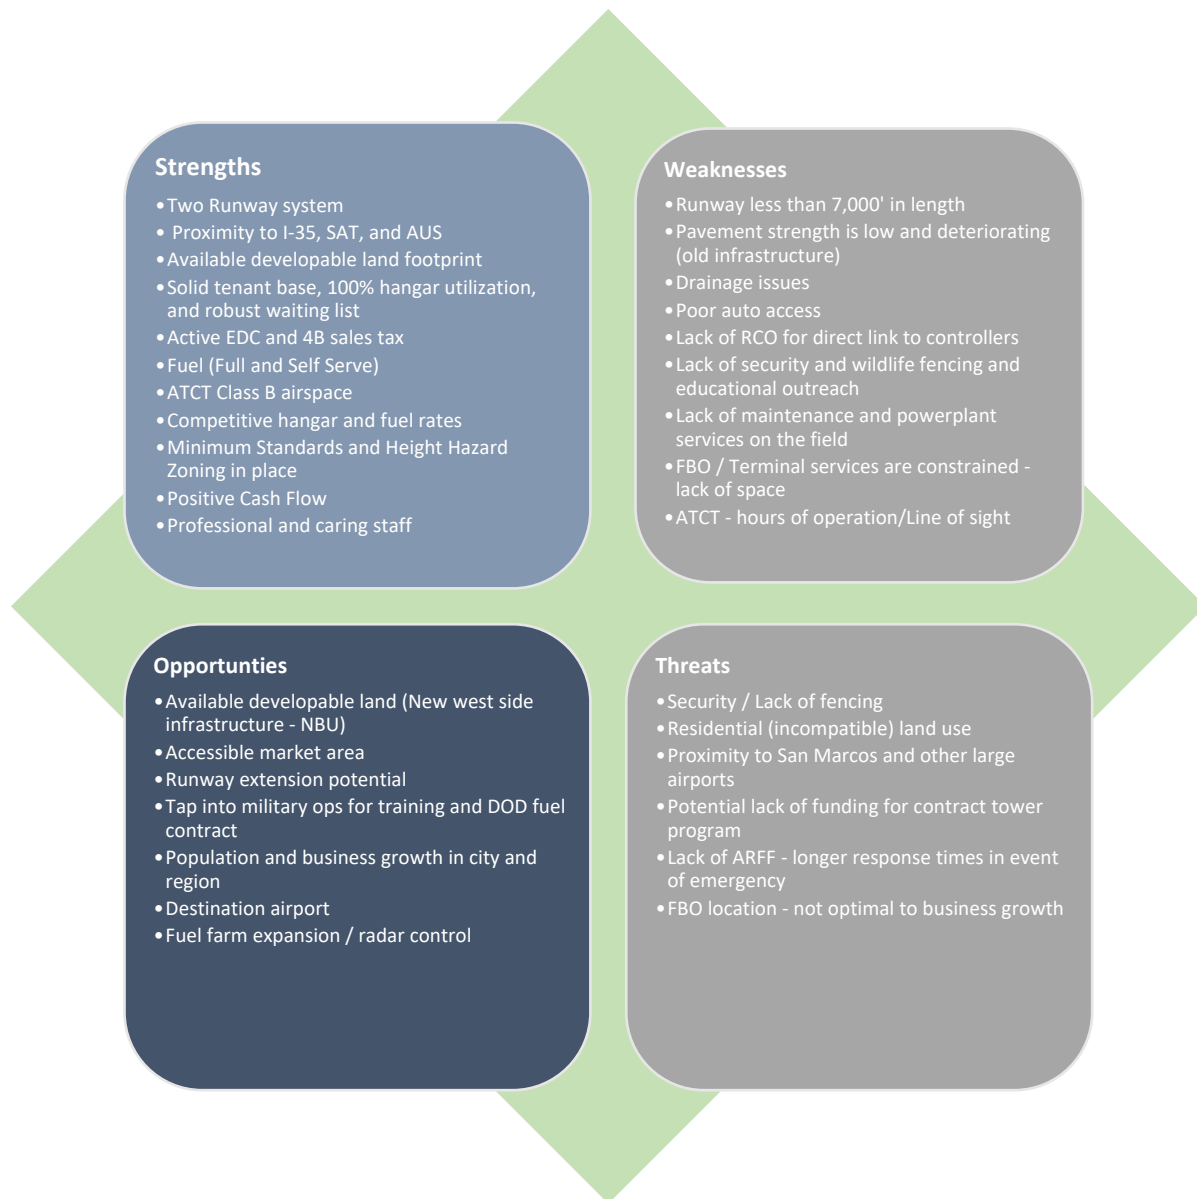 Strengths
•Two Runway system
• Proximity to I-35, SAT, and AUS
•Available developable land footprint
•Solid tenant base, 100% hangar utilization,
and robust waiting list
•Active EDC and 4B sales tax
•Fuel (Full and Self Serve)
•ATCT Class B airspace
•Competitive hangar and fuel rates
•Minimum Standards and Height Hazard
Zoning in place
•Positive Cash Flow
•Professional and caring staff
Weaknesses
•Runway less than 7,000' in length
•Pavement strength is low and deteriorating
(old infrastructure)
•Drainage issues
•Poor auto access
•Lack of RCO for direct link to controllers
•Lack of security and wildlife fencing and
educational outreach
•Lack of maintenance and powerplant
services on the field
•FBO / Terminal services are constrained -
lack of space
•ATCT - hours of operation/Line of sight
Opportunties
•Available developable land (New west side
infrastructure - NBU)
•Accessible market area
•Runway extension potential
•Tap into military ops for training and DOD fuel
contract
•Population and business growth in city and
region
•Destination airport
•Fuel farm expansion / radar control
Threats
•Security / Lack of fencing
•Residential (incompatible) land use
•Proximity to San Marcos and other large
airports
•Potential lack of funding for contract tower
program
•Lack of ARFF - longer response times in event
of emergency
•FBO location - not optimal to business growth